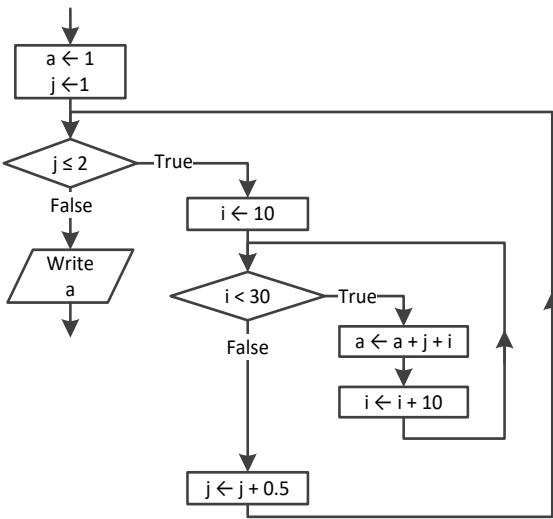 a ← 1
j ←1
j ≤ 2
True
False
i ← 10
Write
a
i < 30
True
a ← a + j + i
False
i ← i + 10
j ← j + 0.5